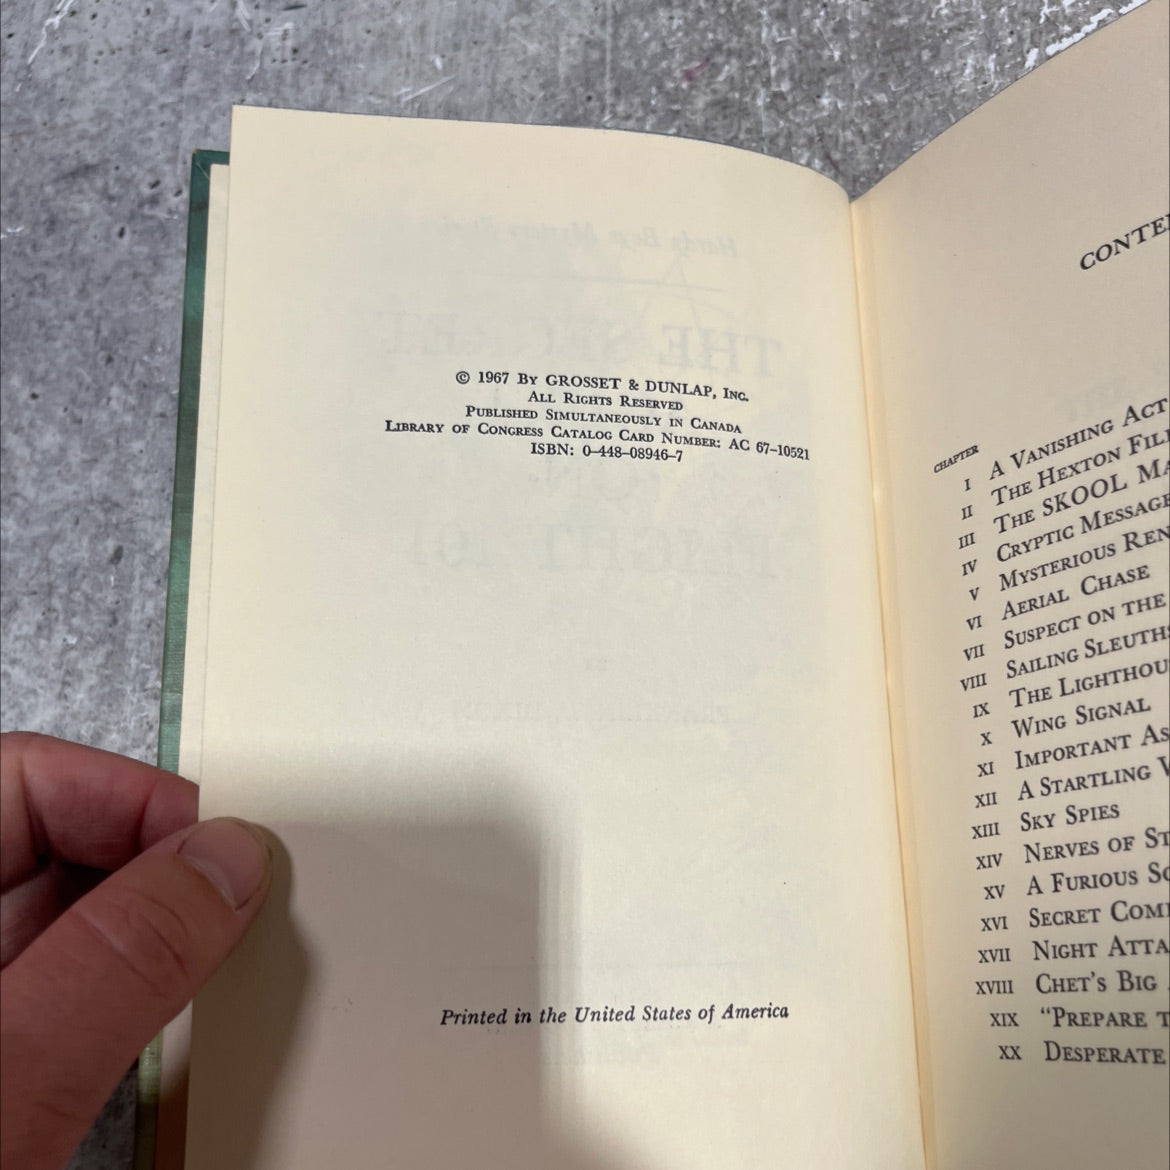 © 1967 By GROSSET & DUNLAP, Inc.
All Rights Reserved
Published Simultaneously in Canada
Library of Congress Catalog Card Number: AC 67-10521
ISBN: 0-448-08946-7
Printed in the United States of America
CONTE
CHAPTER
I A Vanishing Act
II The Hexton Fil
III The SKOOL Ma
IV Cryptic Message
V Mysterious Ren
VI Aerial Chase
VII Suspect on the
VIII Sailing Sleuths
IX The Lighthou
X Wing Signal
XI Important As
XII A Startling
XIII Sky Spies
XIV Nerves of St
XV A Furious Sq
XVI Secret Com
XVII Night Atta
XVIII Chet's Big
XIX "Prepare T
XX Desperate